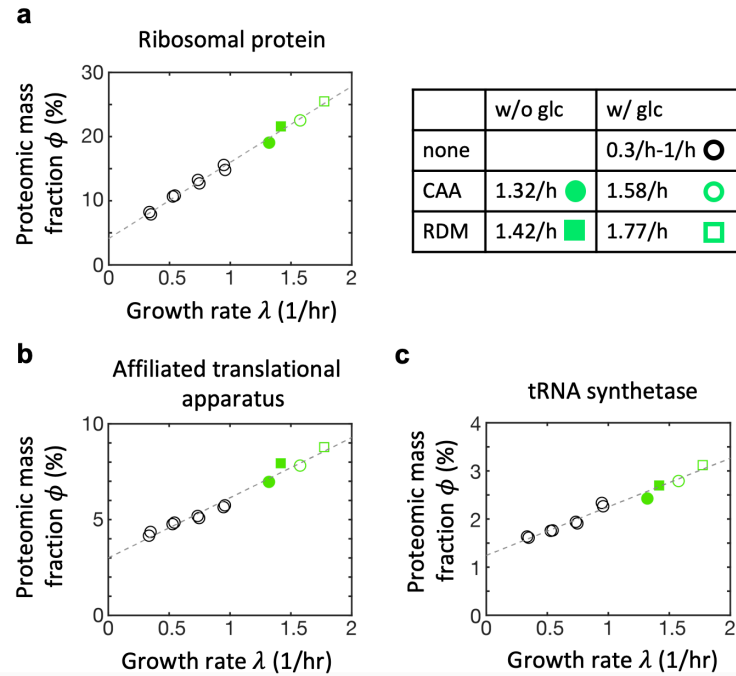 a
Ribosomal protein
Proteomic mass
fraction ϕ (%)
30
20
10
0
0 0.5 1 1.5 2
Growth rate λ (1/hr)
w/o glc w/ glc
none 0.3/h-1/h
CAA 1.32/h 1.58/h
RDM 1.42/h 1.77/h
b
Affiliated translational
apparatus
Proteomic mass
fraction ϕ (%)
10
5
0
0 0.5 1 1.5 2
Growth rate λ (1/hr)
c
tRNA synthetase
Proteomic mass
fraction ϕ (%)
4
3
2
1
0
0 0.5 1 1.5 2
Growth rate λ (1/hr)